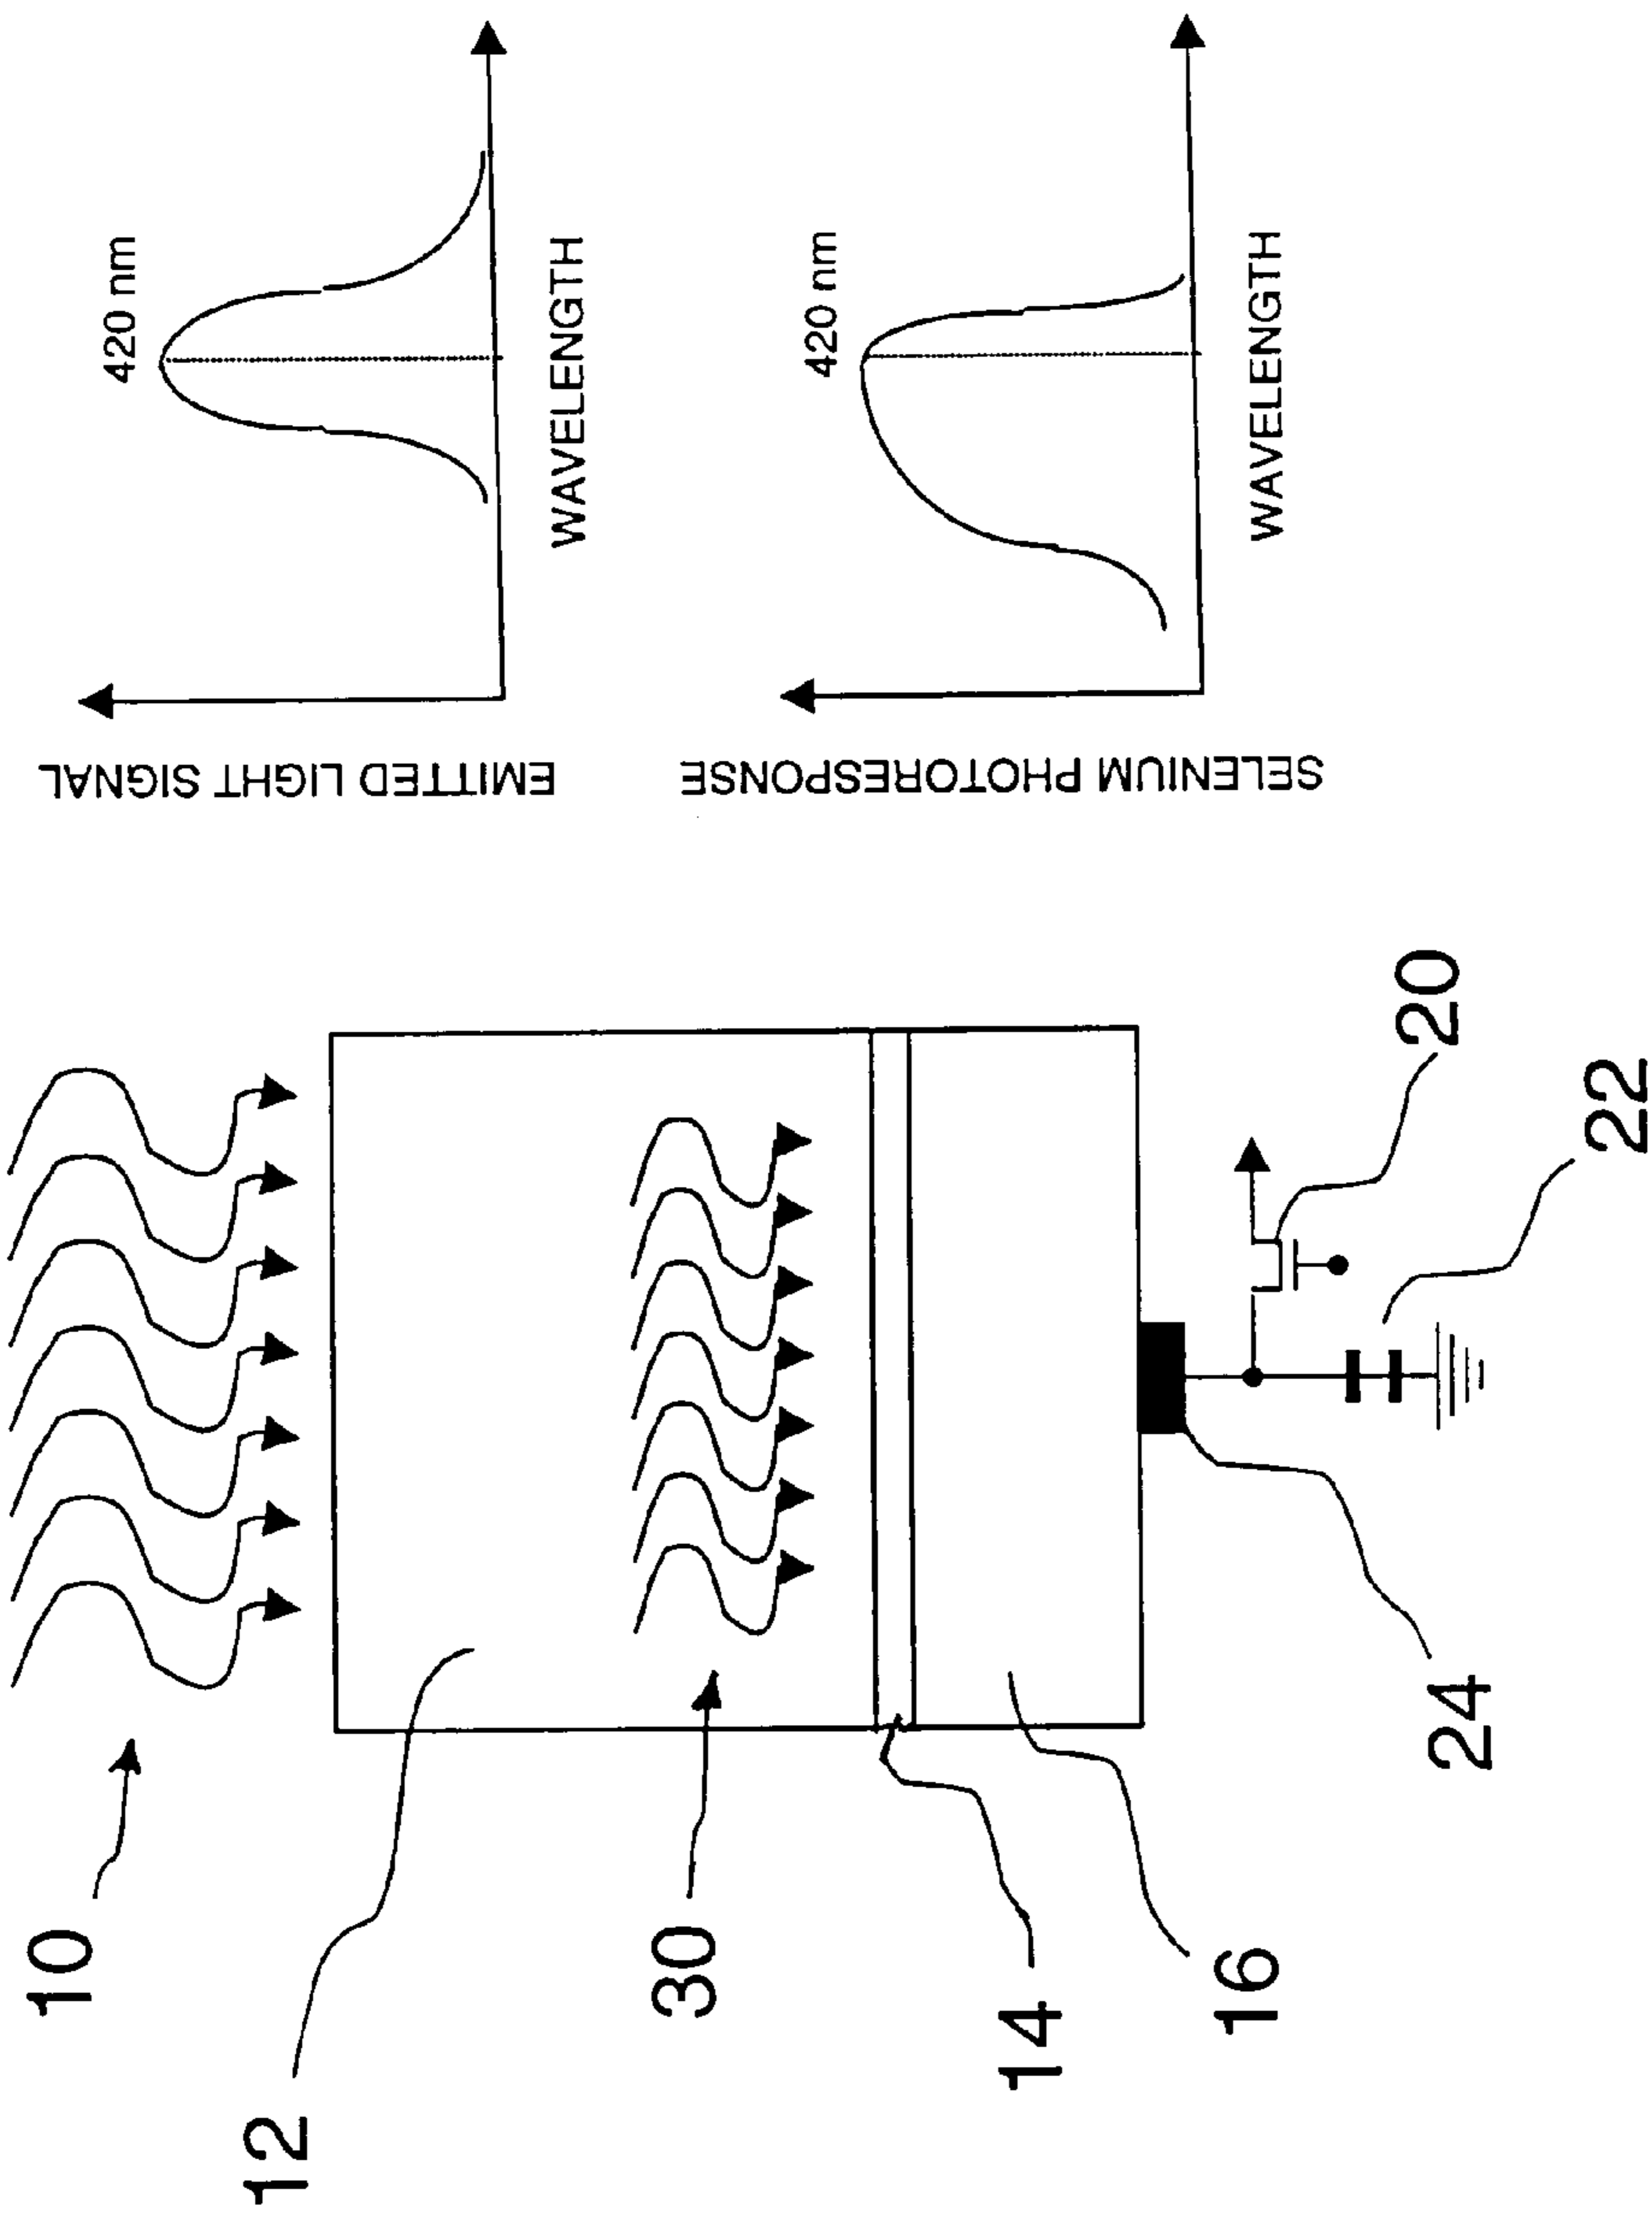 10
12
30
14
16
24
22
20
EMITTED LIGHT SIGNAL
420 nm
WAVELENGTH
SELENIUM PHOTORESPONSE
420 nm
WAVELENGTH